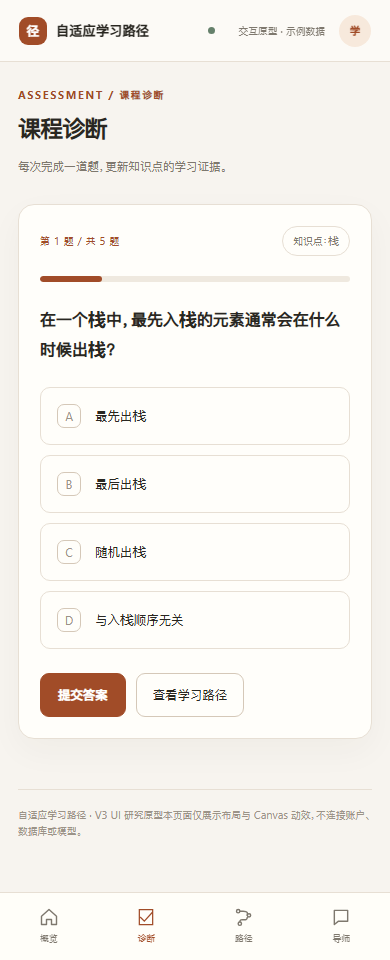 径 自适应学习路径 交互原型 · 示例数据 学
ASSESSMENT / 课程诊断
课程诊断
每次完成一道题, 更新知识点的学习证据。
第 1 题 / 共 5 题 知识点: 栈
在一个栈中, 最先入栈的元素通常会在什么
时候出栈?
A 最先出栈
B 最后出栈
C 随机出栈
D 与入栈顺序无关
提交答案 查看学习路径
自适应学习路径 · V3 UI 研究原型本页面仅展示布局与 Canvas 动效, 不连接账户、
数据库或模型。
概览 诊断 路径 导师